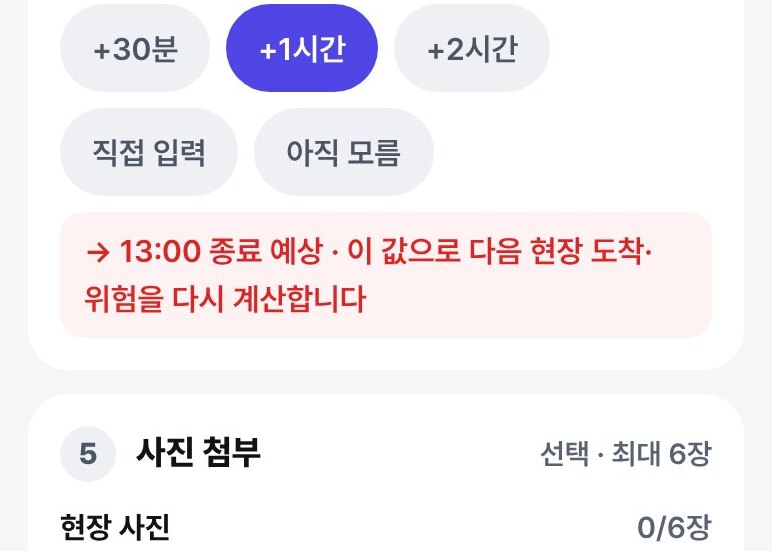 +30분 +1시간 +2시간
직접 입력 아직 모름
→ 13:00 종료 예상 · 이 값으로 다음 현장 도착·
위험을 다시 계산합니다
5 사진 첨부 선택 · 최대 6장
현장 사진 0/6장